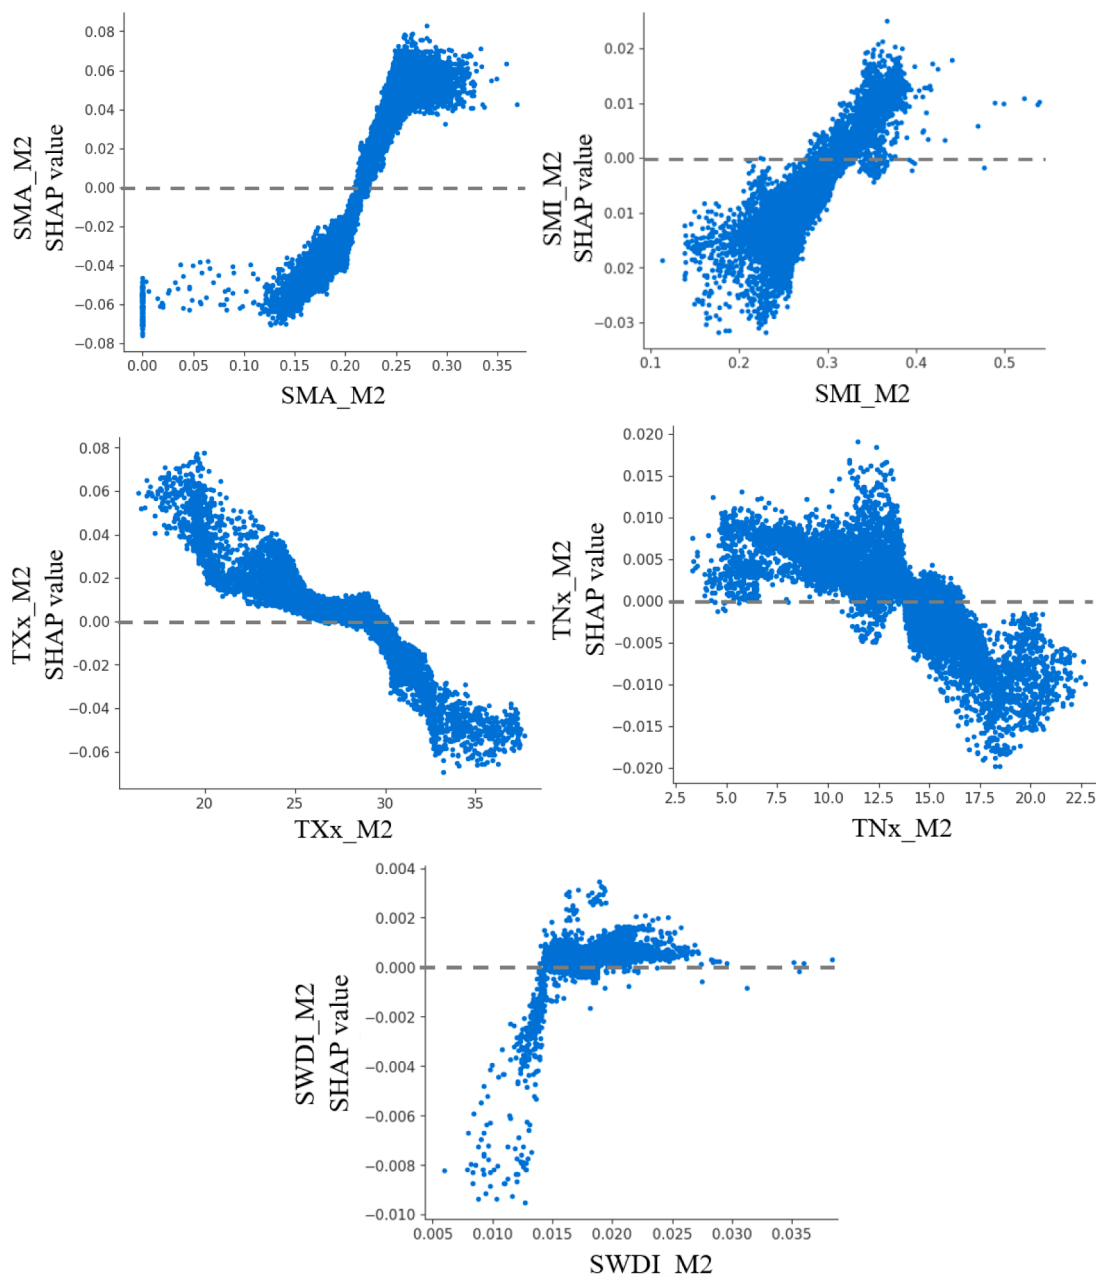 0.08
0.06
0.04
0.02
0.00
−0.02
−0.04
−0.06
−0.08
SMA_M2
SHAP value
0.00 0.05 0.10 0.15 0.20 0.25 0.30 0.35
SMA_M2
0.02
0.01
0.00
0.01
0.02
−0.03
SMI_M2
SHAP value
0.1 0.2 0.3 0.4 0.5
SMI_M2
0.08
0.06
0.04
0.02
0.00
−0.02
−0.04
−0.06
TXx_M2
SHAP value
20 25 30 35
TXx_M2
0.020
0.015
0.010
0.005
0.000
−0.005
−0.010
−0.015
−0.020
TNx_M2
SHAP value
2.5 5.0 7.5 10.0 12.5 15.0 17.5 20.0 22.5
TNx_M2
0.004
0.002
0.000
−0.002
−0.004
−0.006
−0.008
−0.010
SWDI_M2
SHAP value
0.005 0.010 0.015 0.020 0.025 0.030 0.035
SWDI_M2